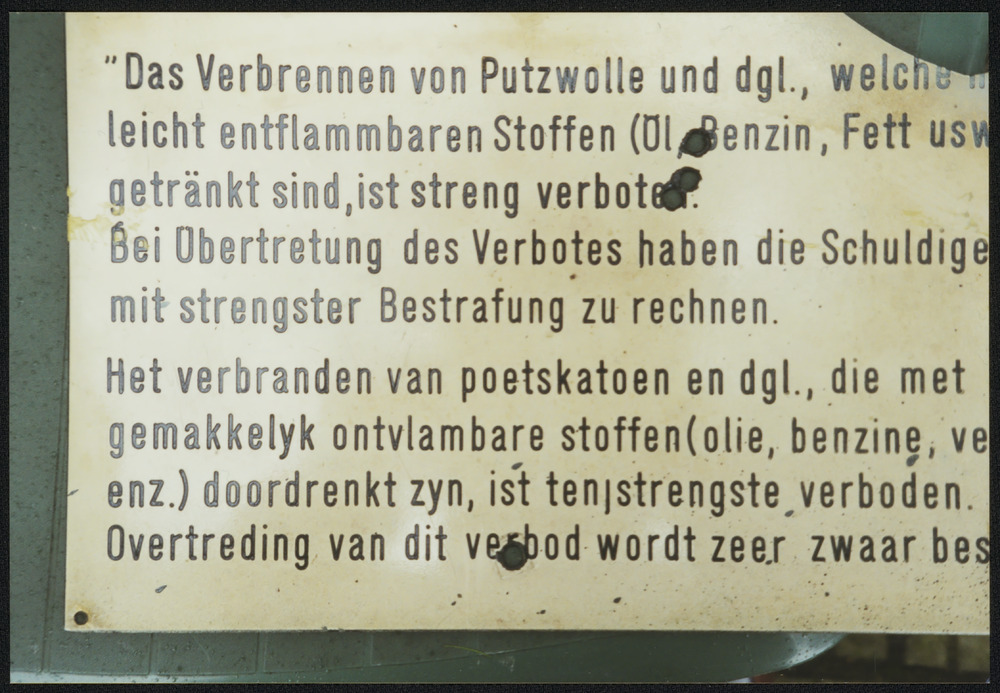 "Das Verbrennen von Putzwolle und dgl., welche
leicht entflammbaren Stoffen (Öl, Benzin, Fett usw
getränkt sind,ist streng verboten.
Bei Übertretung des Verbotes haben die Schuldige
mit strengster Bestrafung zu rechnen.
Het verbranden van poetskatoen en dgl., die met
gemakkelyk ontvlambare stoffen(olie, benzine, ve
enz.) doordrenkt zyn, ist tenjstrengste verboden.
Overtreding van dit verbod wordt zeer zwaar bes